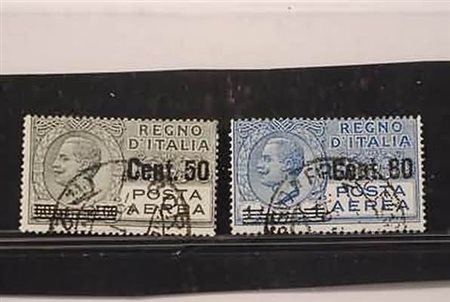 REGNO
D'ITALIA
Cent. 50
POSTA
AEREA
REGNO
D'ITALIA
Cent. 80
POSTA
AEREA